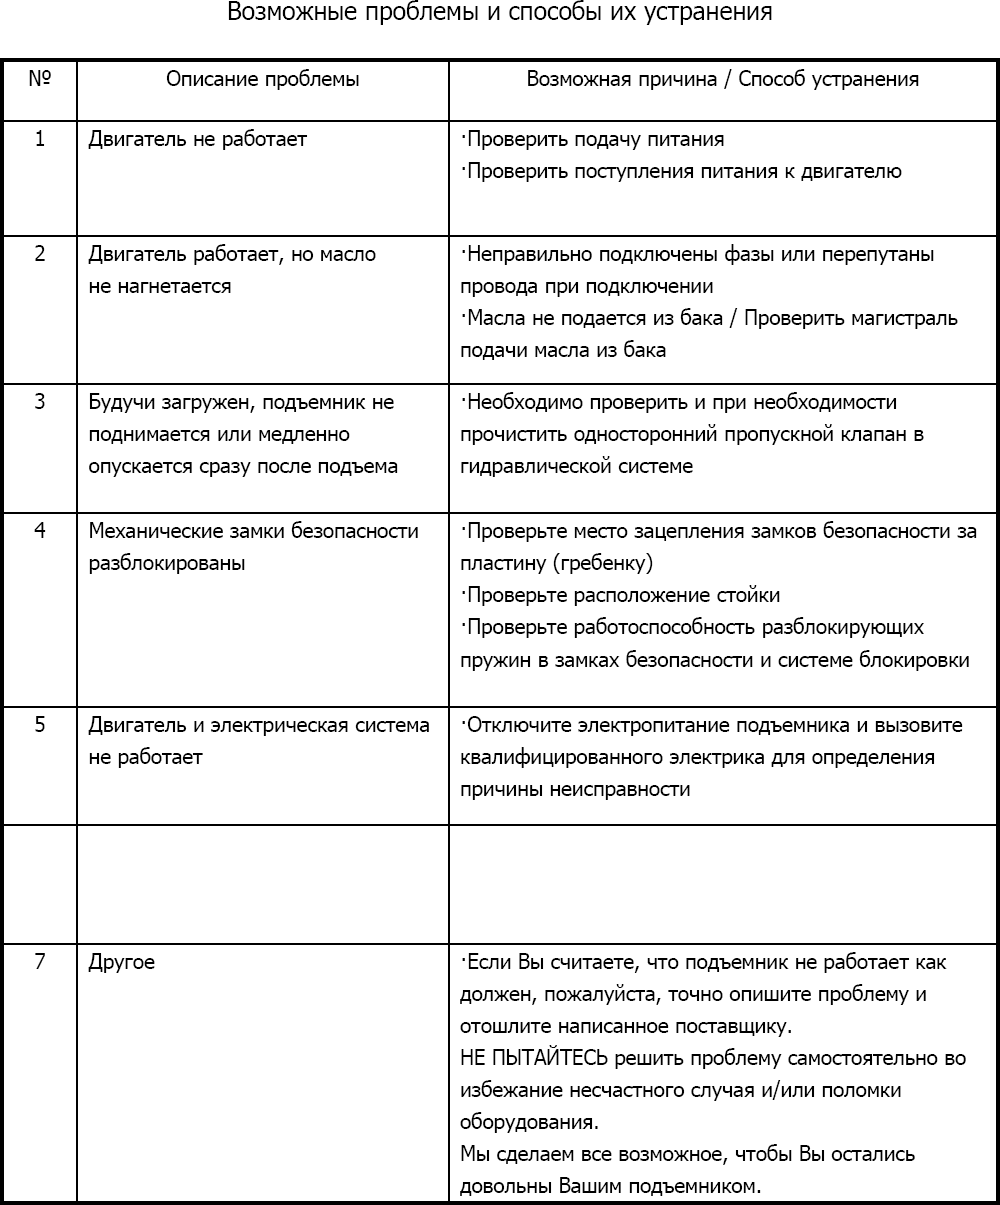 Возможные проблемы и способы их устранения
№ Описание проблемы Возможная причина / Способ устранения
1 Двигатель не работает
·Проверить подачу питания
·Проверить поступления питания к двигателю
2 Двигатель работает, но масло
не нагнетается
·Неправильно подключены фазы или перепутаны
провода при подключении
·Масла не подается из бака / Проверить магистраль
подачи масла из бака
3 Будучи загружен, подъемник не
поднимается или медленно
опускается сразу после подъема
·Необходимо проверить и при необходимости
прочистить односторонний пропускной клапан в
гидравлической системе
4 Механические замки безопасности
разблокированы
·Проверьте место зацепления замков безопасности за
пластину (гребенку)
·Проверьте расположение стойки
·Проверьте работоспособность разблокирующих
пружин в замках безопасности и системе блокировки
5 Двигатель и электрическая система
не работает
·Отключите электропитание подъемника и вызовите
квалифицированного электрика для определения
причины неисправности
7 Другое
·Если Вы считаете, что подъемник не работает как
должен, пожалуйста, точно опишите проблему и
отошлите написанное поставщику.
НЕ ПЫТАЙТЕСЬ решить проблему самостоятельно во
избежание несчастного случая и/или поломки
оборудования.
Мы сделаем все возможное, чтобы Вы остались
довольны Вашим подъемником.